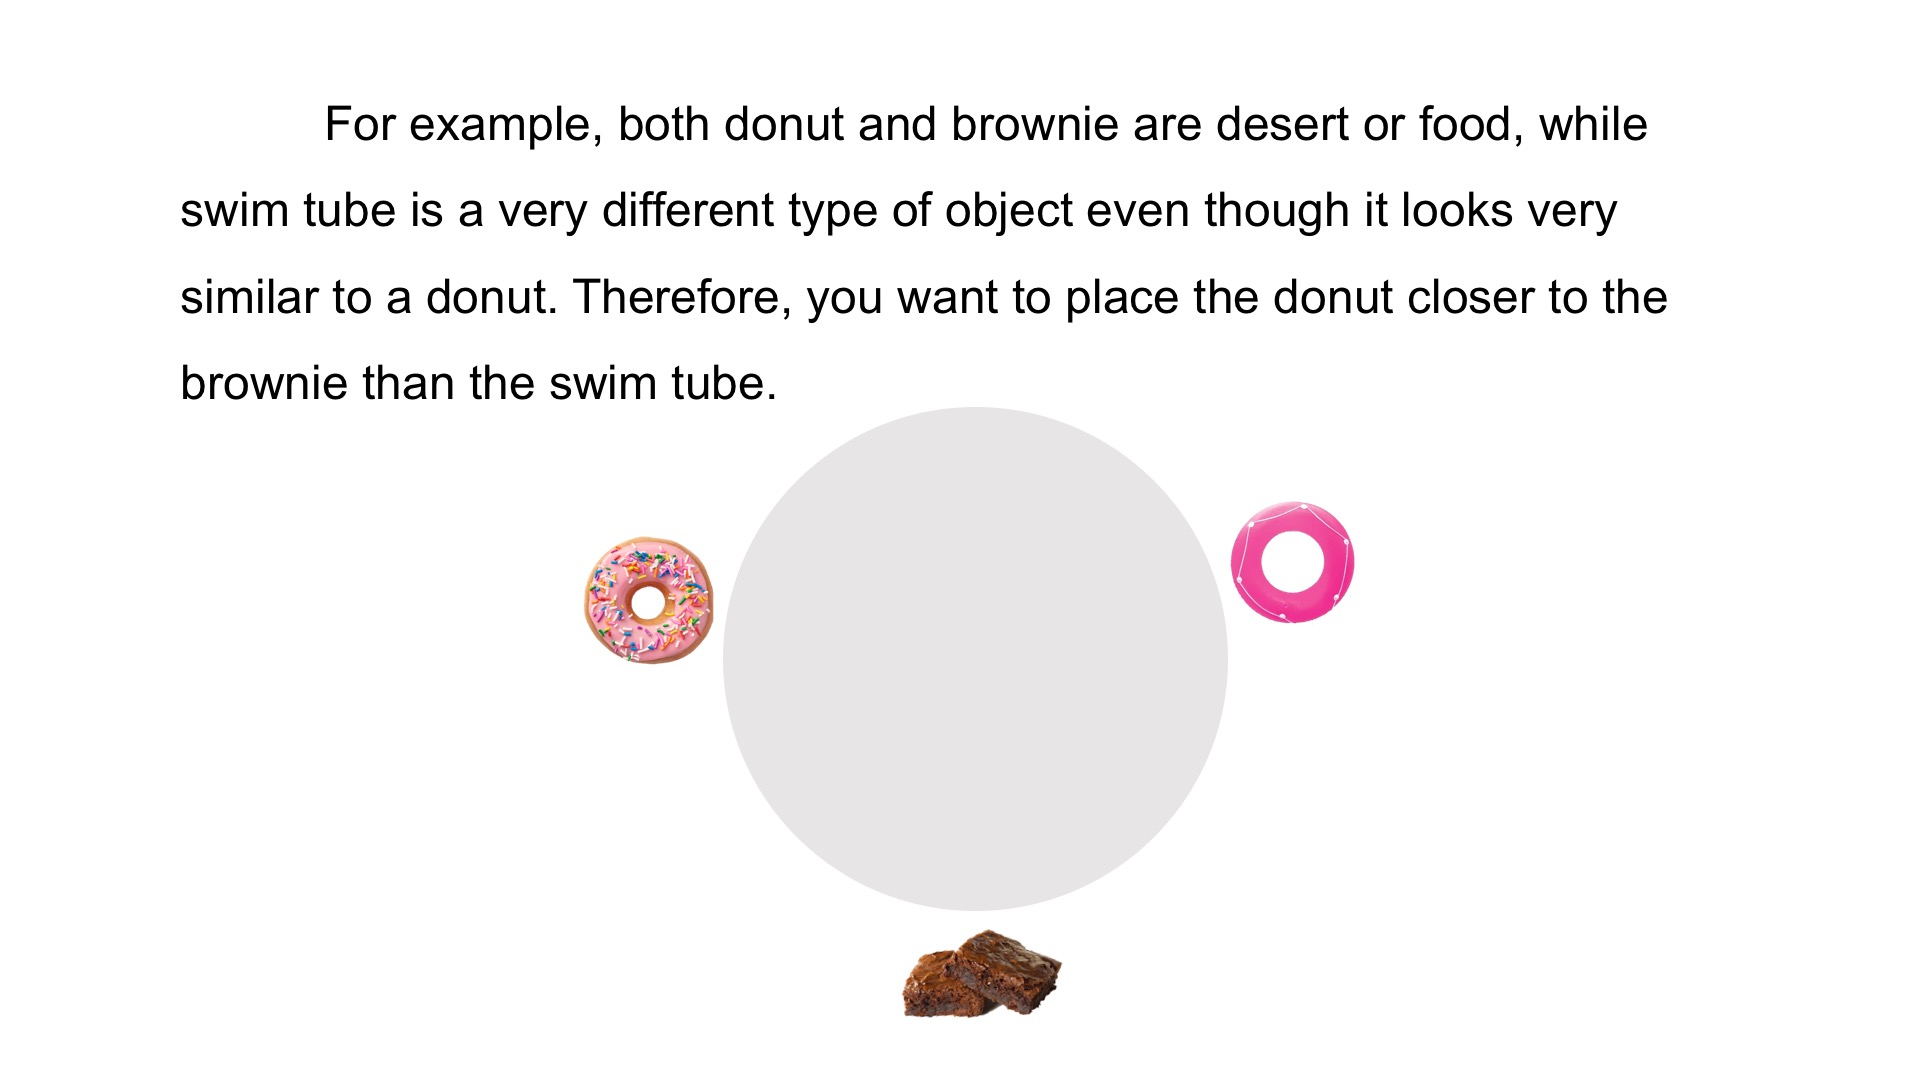 For example, both donut and brownie are desert or food, while
swim tube is a very different type of object even though it looks very
similar to a donut. Therefore, you want to place the donut closer to the
brownie than the swim tube.